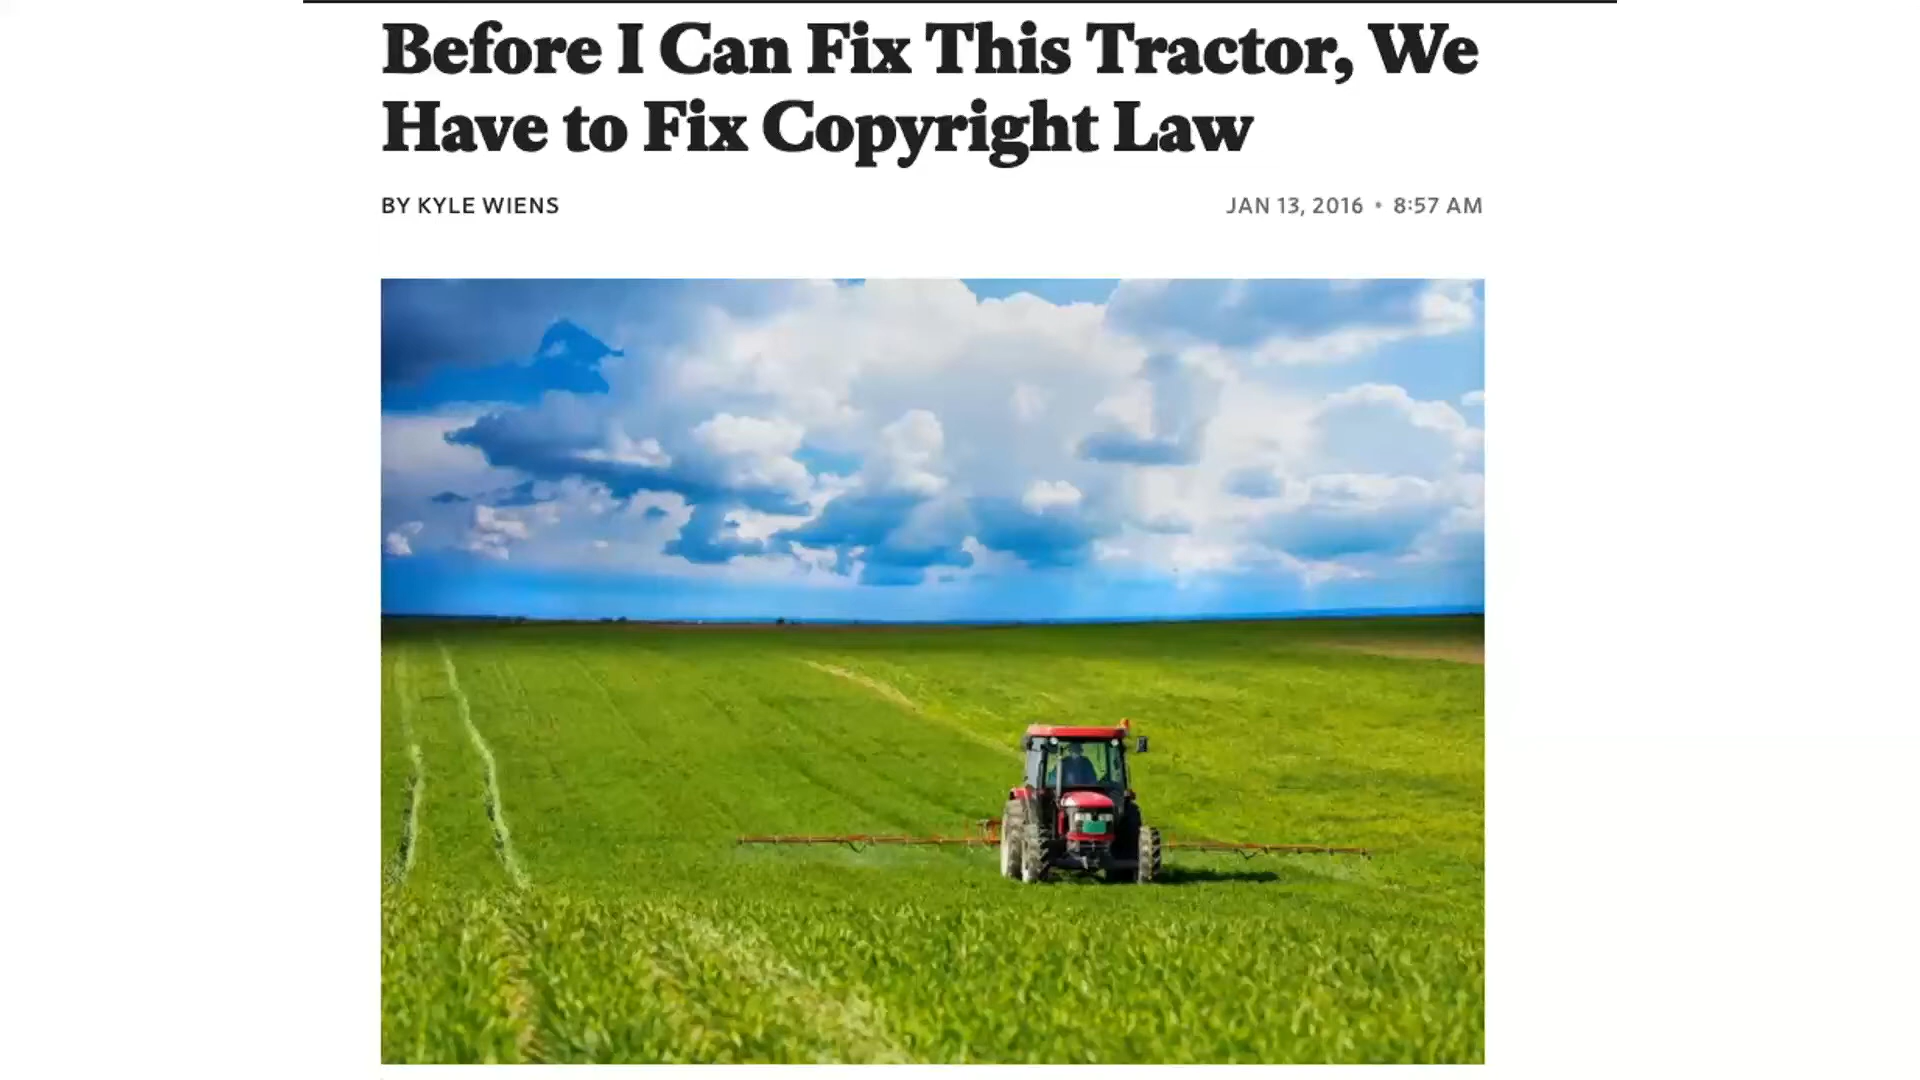 Before I Can Fix This Tractor, We
Have to Fix Copyright Law
BY KYLE WIENS
JAN 13, 2016 • 8:57 AM